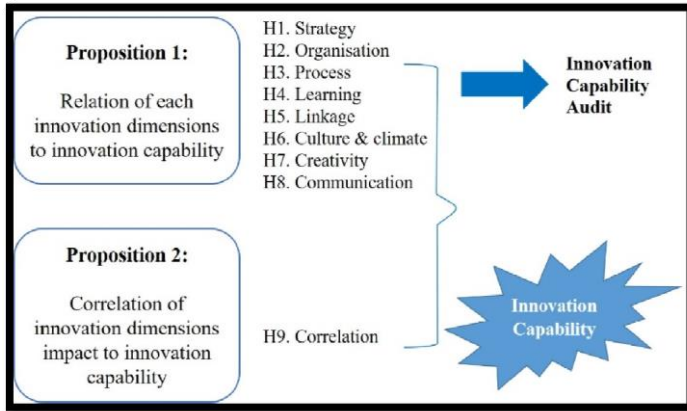 Proposition 1:
Relation of each
innovation dimensions
to innovation capability
H1. Strategy
H2. Organisation
H3. Process
H4. Learning
H5. Linkage
H6. Culture & climate
H7. Creativity
H8. Communication
Innovation
Capability
Audit
Proposition 2:
Correlation of
innovation dimensions
impact to innovation
capability
H9. Correlation
Innovation
Capability